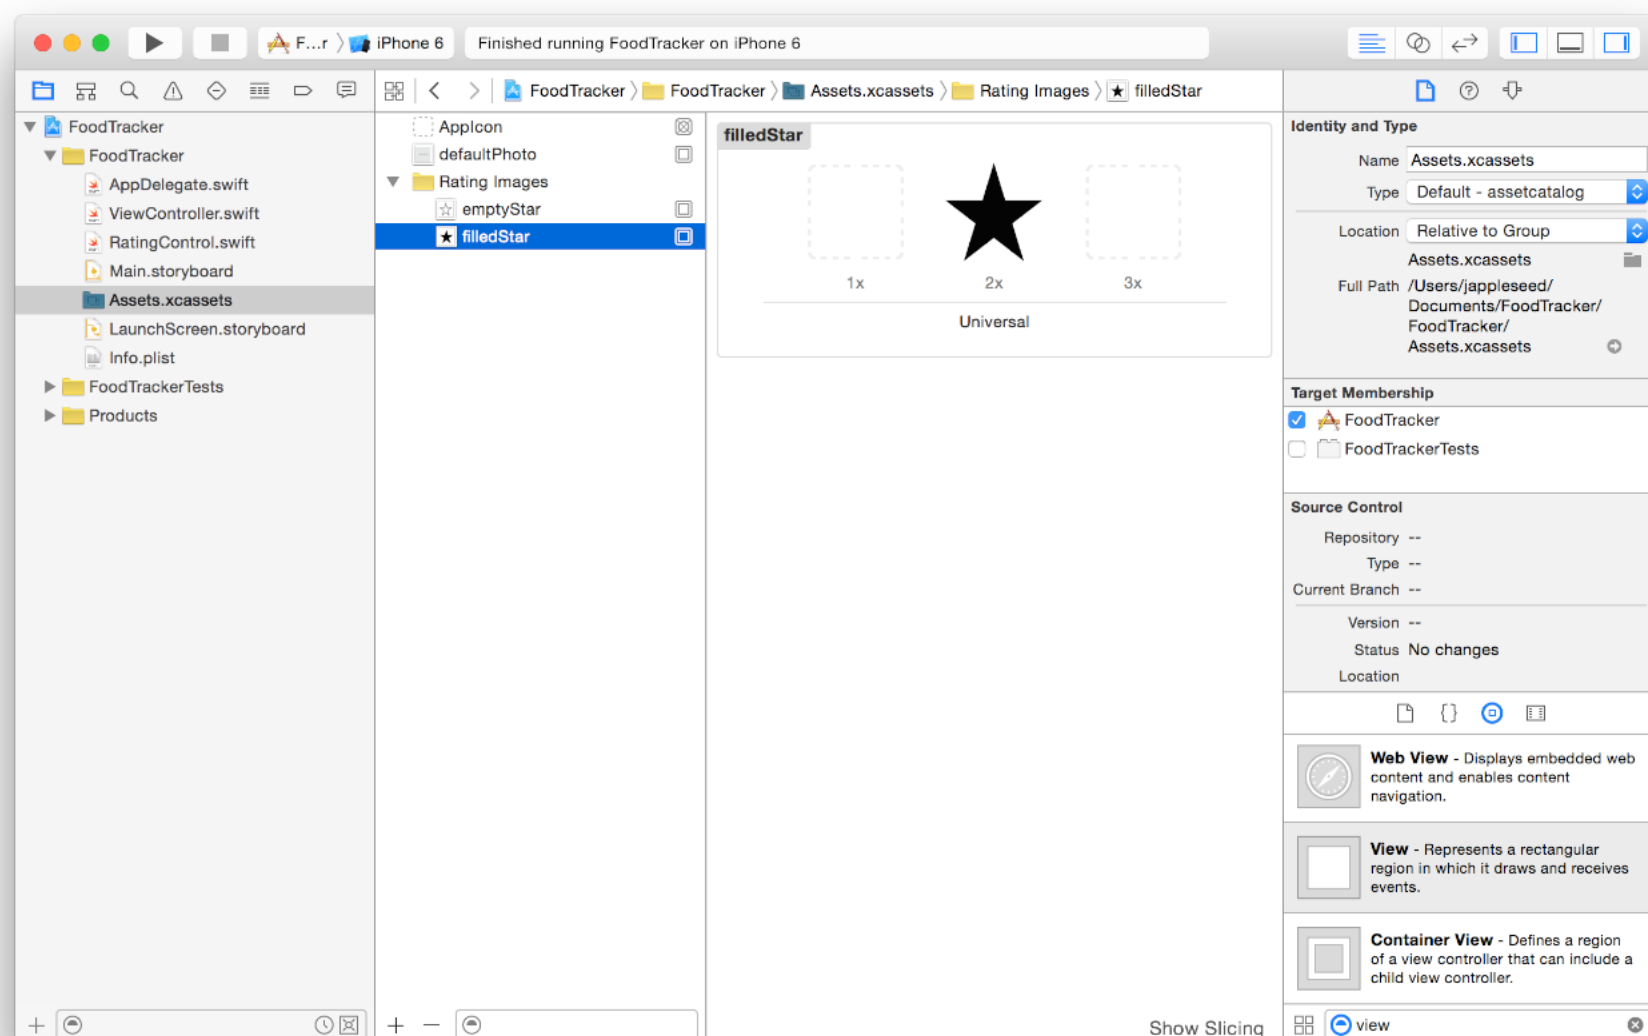 F...r
iPhone 6
Finished running FoodTracker on iPhone 6
FoodTracker
FoodTracker
Assets.xcassets
Rating Images
filledStar
FoodTracker
FoodTracker
AppDelegate.swift
ViewController.swift
RatingControl.swift
Main.storyboard
Assets.xcassets
LaunchScreen.storyboard
Info.plist
FoodTrackerTests
Products
AppIcon
defaultPhoto
Rating Images
emptyStar
filledStar
filledStar
1x
2x
3x
Universal
Show Slicing
Identity and Type
Name Assets.xcassets
Type Default - assetcatalog
Location Relative to Group
Assets.xcassets
Full Path /Users/jappleseed/
Documents/FoodTracker/
FoodTracker/
Assets.xcassets
Target Membership
FoodTracker
FoodTrackerTests
Source Control
Repository --
Type --
Current Branch --
Version --
Status No changes
Location
Web View - Displays embedded web
content and enables content
navigation.
View - Represents a rectangular
region in which it draws and receives
events.
Container View - Defines a region
of a view controller that can include a
child view controller.
view